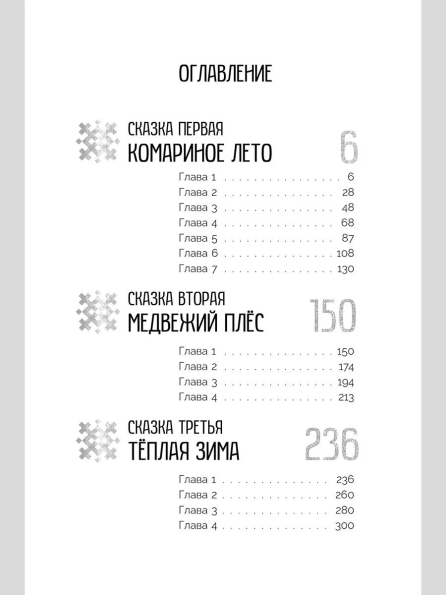 ОГЛАВЛЕНИЕ
СКАЗКА ПЕРВАЯ
КОМАРИНОЕ ЛЕТО 6
Глава 1 . . . . . . . . . . . . . . . 6
Глава 2 . . . . . . . . . . . . . . 28
Глава 3 . . . . . . . . . . . . . . 48
Глава 4 . . . . . . . . . . . . . . 68
Глава 5 . . . . . . . . . . . . . . 87
Глава 6 . . . . . . . . . . . . . . 108
Глава 7 . . . . . . . . . . . . . . 130
СКАЗКА ВТОРАЯ
МЕДВЕЖИЙ ПЛЁС 150
Глава 1 . . . . . . . . . . . . . . 150
Глава 2 . . . . . . . . . . . . . . 174
Глава 3 . . . . . . . . . . . . . . 194
Глава 4 . . . . . . . . . . . . . . 213
СКАЗКА ТРЕТЬЯ
ТЁПЛАЯ ЗИМА 236
Глава 1 . . . . . . . . . . . . . . 236
Глава 2 . . . . . . . . . . . . . . 260
Глава 3 . . . . . . . . . . . . . . 280
Глава 4 . . . . . . . . . . . . . . 300